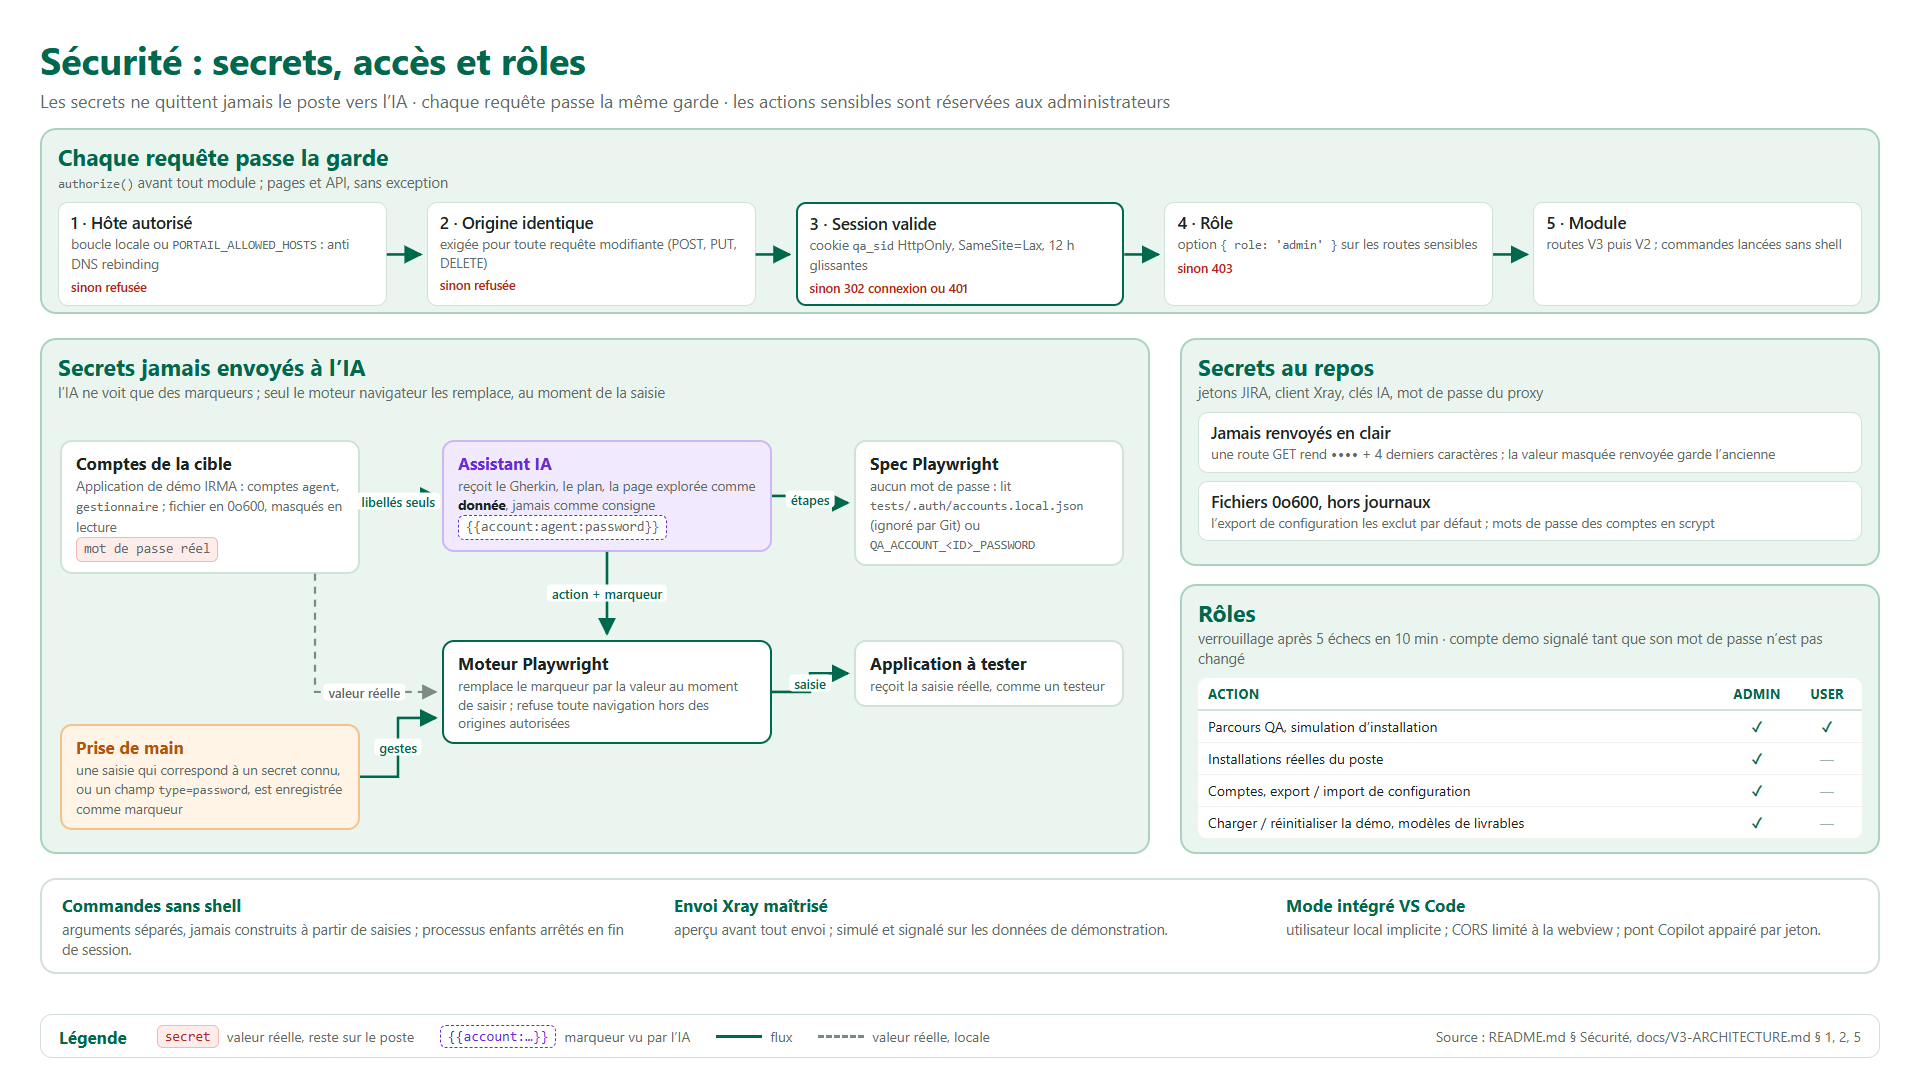 Sécurité : secrets, accès et rôles
Les secrets ne quittent jamais le poste vers l’IA · chaque requête passe la même garde · les actions sensibles sont réservées aux administrateurs
Chaque requête passe la garde
authorize() avant tout module ; pages et API, sans exception
1 · Hôte autorisé
boucle locale ou PORTAIL_ALLOWED_HOSTS : anti
DNS rebinding
sinon refusée
2 · Origine identique
exigée pour toute requête modifiante (POST, PUT,
DELETE)
sinon refusée
3 · Session valide
cookie qa_sid HttpOnly, SameSite=Lax, 12 h
glissantes
sinon 302 connexion ou 401
4 · Rôle
option { role: 'admin' } sur les routes sensibles
sinon 403
5 · Module
routes V3 puis V2 ; commandes lancées sans shell
Secrets jamais envoyés à l’IA
l’IA ne voit que des marqueurs ; seul le moteur navigateur les remplace, au moment de la saisie
Comptes de la cible
Application de démo IRMA : comptes agent,
gestionnaire ; fichier en 0o600, masqués en
lecture
mot de passe réel
libellés seuls
Assistant IA
reçoit le Gherkin, le plan, la page explorée comme
donnée, jamais comme consigne
{{account:agent:password}}
étapes
Spec Playwright
aucun mot de passe : lit
tests/.auth/accounts.local.json
(ignoré par Git) ou
QA_ACCOUNT_<ID>_PASSWORD
action + marqueur
valeur réelle
Moteur Playwright
remplace le marqueur par la valeur au moment
de saisir ; refuse toute navigation hors des
origines autorisées
saisie
Application à tester
reçoit la saisie réelle, comme un testeur
Prise de main
une saisie qui correspond à un secret connu,
ou un champ type=password, est enregistrée
comme marqueur
gestes
Secrets au repos
jetons JIRA, client Xray, clés IA, mot de passe du proxy
Jamais renvoyés en clair
une route GET rend •••• + 4 derniers caractères ; la valeur masquée renvoyée garde l’ancienne
Fichiers 0o600, hors journaux
l’export de configuration les exclut par défaut ; mots de passe des comptes en scrypt
Rôles
verrouillage après 5 échecs en 10 min · compte demo signalé tant que son mot de passe n’est pas
changé
ACTION ADMIN USER
Parcours QA, simulation d’installation ✓ ✓
Installations réelles du poste ✓ —
Comptes, export / import de configuration ✓ —
Charger / réinitialiser la démo, modèles de livrables ✓ —
Commandes sans shell
arguments séparés, jamais construits à partir de saisies ; processus enfants arrêtés en fin
de session.
Envoi Xray maîtrisé
aperçu avant tout envoi ; simulé et signalé sur les données de démonstration.
Mode intégré VS Code
utilisateur local implicite ; CORS limité à la webview ; pont Copilot appairé par jeton.
Légende
secret valeur réelle, reste sur le poste
{{account:…}} marqueur vu par l’IA
flux
valeur réelle, locale
Source : README.md § Sécurité, docs/V3-ARCHITECTURE.md § 1, 2, 5